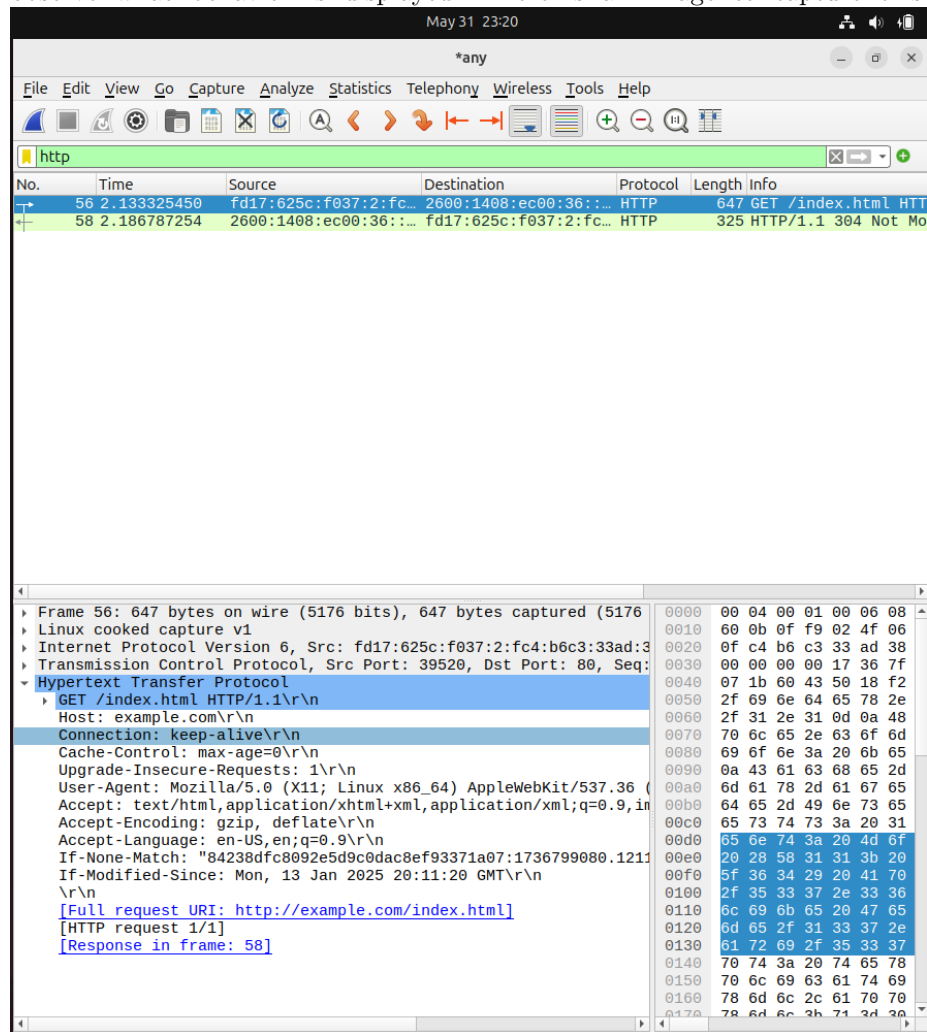 May 31 23:20
*any
File Edit View Go Capture Analyze Statistics Telephony Wireless Tools Help
http
No. Time Source Destination Protocol Length Info
56 2.133325450 fd17:625c:f037:2:fc… 2600:1408:ec00:36::… HTTP 647 GET /index.html HTT
58 2.186787254 2600:1408:ec00:36::… fd17:625c:f037:2:fc… HTTP 325 HTTP/1.1 304 Not Mo
Frame 56: 647 bytes on wire (5176 bits), 647 bytes captured (5176
Linux cooked capture v1
Internet Protocol Version 6, Src: fd17:625c:f037:2:fc4:b6c3:33ad:3
Transmission Control Protocol, Src Port: 39520, Dst Port: 80, Seq:
Hypertext Transfer Protocol
GET /index.html HTTP/1.1\r\n
Host: example.com\r\n
Connection: keep-alive\r\n
Cache-Control: max-age=0\r\n
Upgrade-Insecure-Requests: 1\r\n
User-Agent: Mozilla/5.0 (X11; Linux x86_64) AppleWebKit/537.36 (
Accept: text/html,application/xhtml+xml,application/xml;q=0.9,im
Accept-Encoding: gzip, deflate\r\n
Accept-Language: en-US,en;q=0.9\r\n
If-None-Match: "84238dfc8092e5d9c0dac8ef93371a07:1736799080.1211
If-Modified-Since: Mon, 13 Jan 2025 20:11:20 GMT\r\n
\r\n
[Full request URI: http://example.com/index.html]
[HTTP request 1/1]
[Response in frame: 58]
0000 00 04 00 01 00 06 08
0010 60 0b 0f f9 02 4f 06
0020 0f c4 b6 c3 33 ad 38
0030 00 00 00 00 17 36 7f
0040 07 1b 60 43 50 18 f2
0050 2f 69 6e 64 65 78 2e
0060 2f 31 2e 31 0d 0a 48
0070 70 6c 65 2e 63 6f 6d
0080 69 6f 6e 3a 20 6b 65
0090 0a 43 61 63 68 65 2d
00a0 6d 61 78 2d 61 67 65
00b0 64 65 2d 49 6e 73 65
00c0 65 73 74 73 3a 20 31
00d0 65 6e 74 3a 20 4d 6f
00e0 20 28 58 31 31 3b 20
00f0 5f 36 34 29 20 41 70
0100 2f 35 33 37 2e 33 36
0110 6c 69 6b 65 20 47 65
0120 6d 65 2f 31 33 37 2e
0130 61 72 69 2f 35 33 37
0140 70 74 3a 20 74 65 78
0150 70 6c 69 63 61 74 69
0160 78 6d 6c 2c 61 70 70
0170 78 6d 6c 3b 71 3d 30